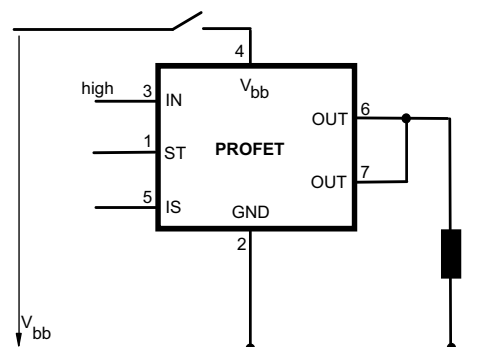 4
high 3 IN
V bb
OUT 6
1 ST
PROFET
OUT 7
5 IS
GND
2
V bb